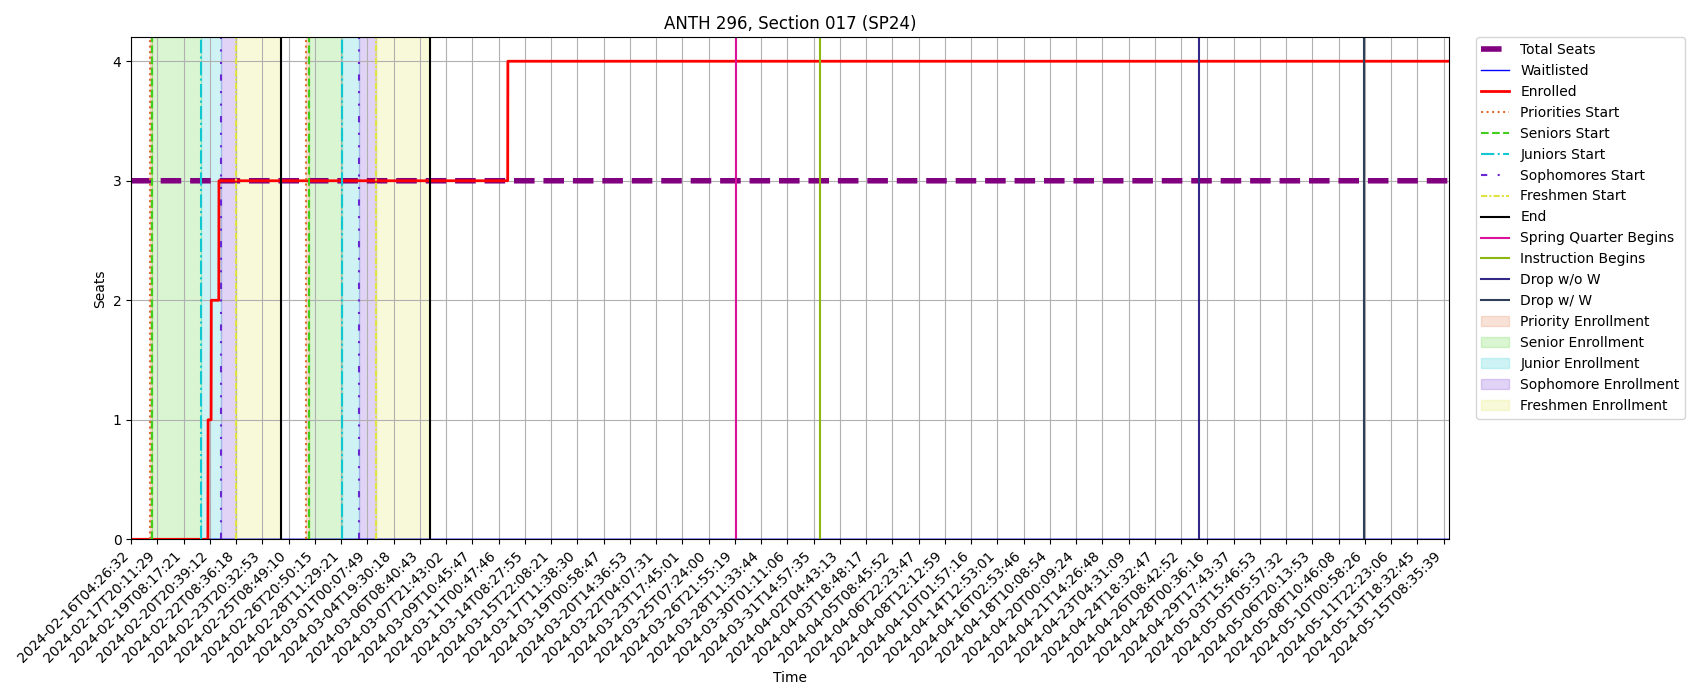 ANTH 296, Section 017 (SP24)
Seats
4
3
2
1
0
2024-02-16T04:26:32
2024-02-17T20:11:29
2024-02-19T08:17:21
2024-02-20T20:39:12
2024-02-22T08:36:18
2024-02-23T20:32:53
2024-02-25T08:49:10
2024-02-26T20:50:15
2024-02-28T11:29:21
2024-03-01T00:07:49
2024-03-04T19:30:18
2024-03-06T08:40:43
2024-03-07T21:43:02
2024-03-11T00:47:46
2024-03-14T08:27:55
2024-03-15T22:08:21
2024-03-17T11:38:30
2024-03-19T00:58:47
2024-03-20T14:36:53
2024-03-22T04:07:31
2024-03-23T17:45:01
2024-03-25T07:24:00
2024-03-26T21:55:19
2024-03-28T11:33:44
2024-03-30T01:11:06
2024-03-31T14:57:35
2024-04-02T04:43:13
2024-04-03T18:48:17
2024-04-05T08:45:52
2024-04-06T22:23:47
2024-04-08T12:12:59
2024-04-10T01:57:16
2024-04-14T12:53:01
2024-04-16T02:53:46
2024-04-18T10:08:54
2024-04-20T00:09:24
2024-04-21T14:26:48
2024-04-23T04:31:09
2024-04-24T18:32:47
2024-04-26T08:42:52
2024-04-28T00:36:16
2024-04-29T17:43:37
2024-05-03T15:46:53
2024-05-05T05:57:32
2024-05-06T20:13:53
2024-05-08T10:46:08
2024-05-10T00:58:26
2024-05-11T22:23:06
2024-05-13T18:32:45
2024-05-15T08:35:39
Time
Total Seats
Waitlisted
Enrolled
Priorities Start
Seniors Start
Juniors Start
Sophomores Start
Freshmen Start
End
Spring Quarter Begins
Instruction Begins
Drop w/o W
Drop w/ W
Priority Enrollment
Senior Enrollment
Junior Enrollment
Sophomore Enrollment
Freshmen Enrollment